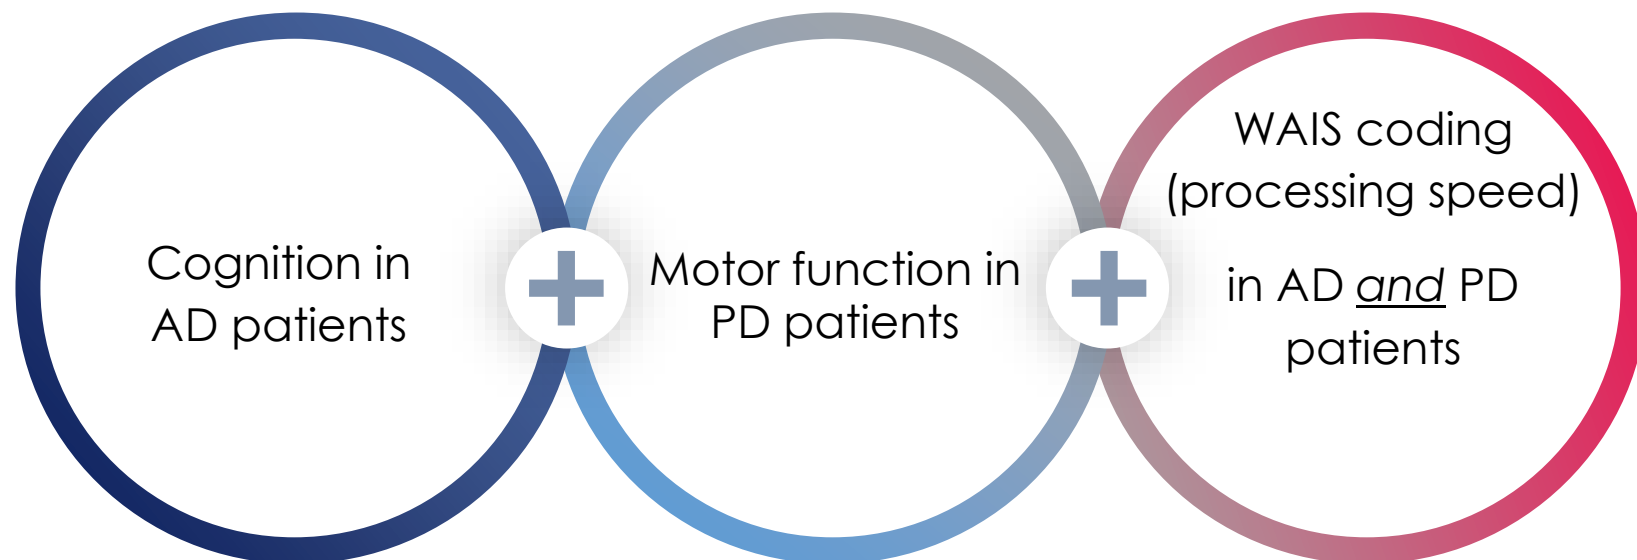 Cognition in
AD patients
Motor function in
PD patients
WAIS coding
(processing speed)
in AD and PD
patients